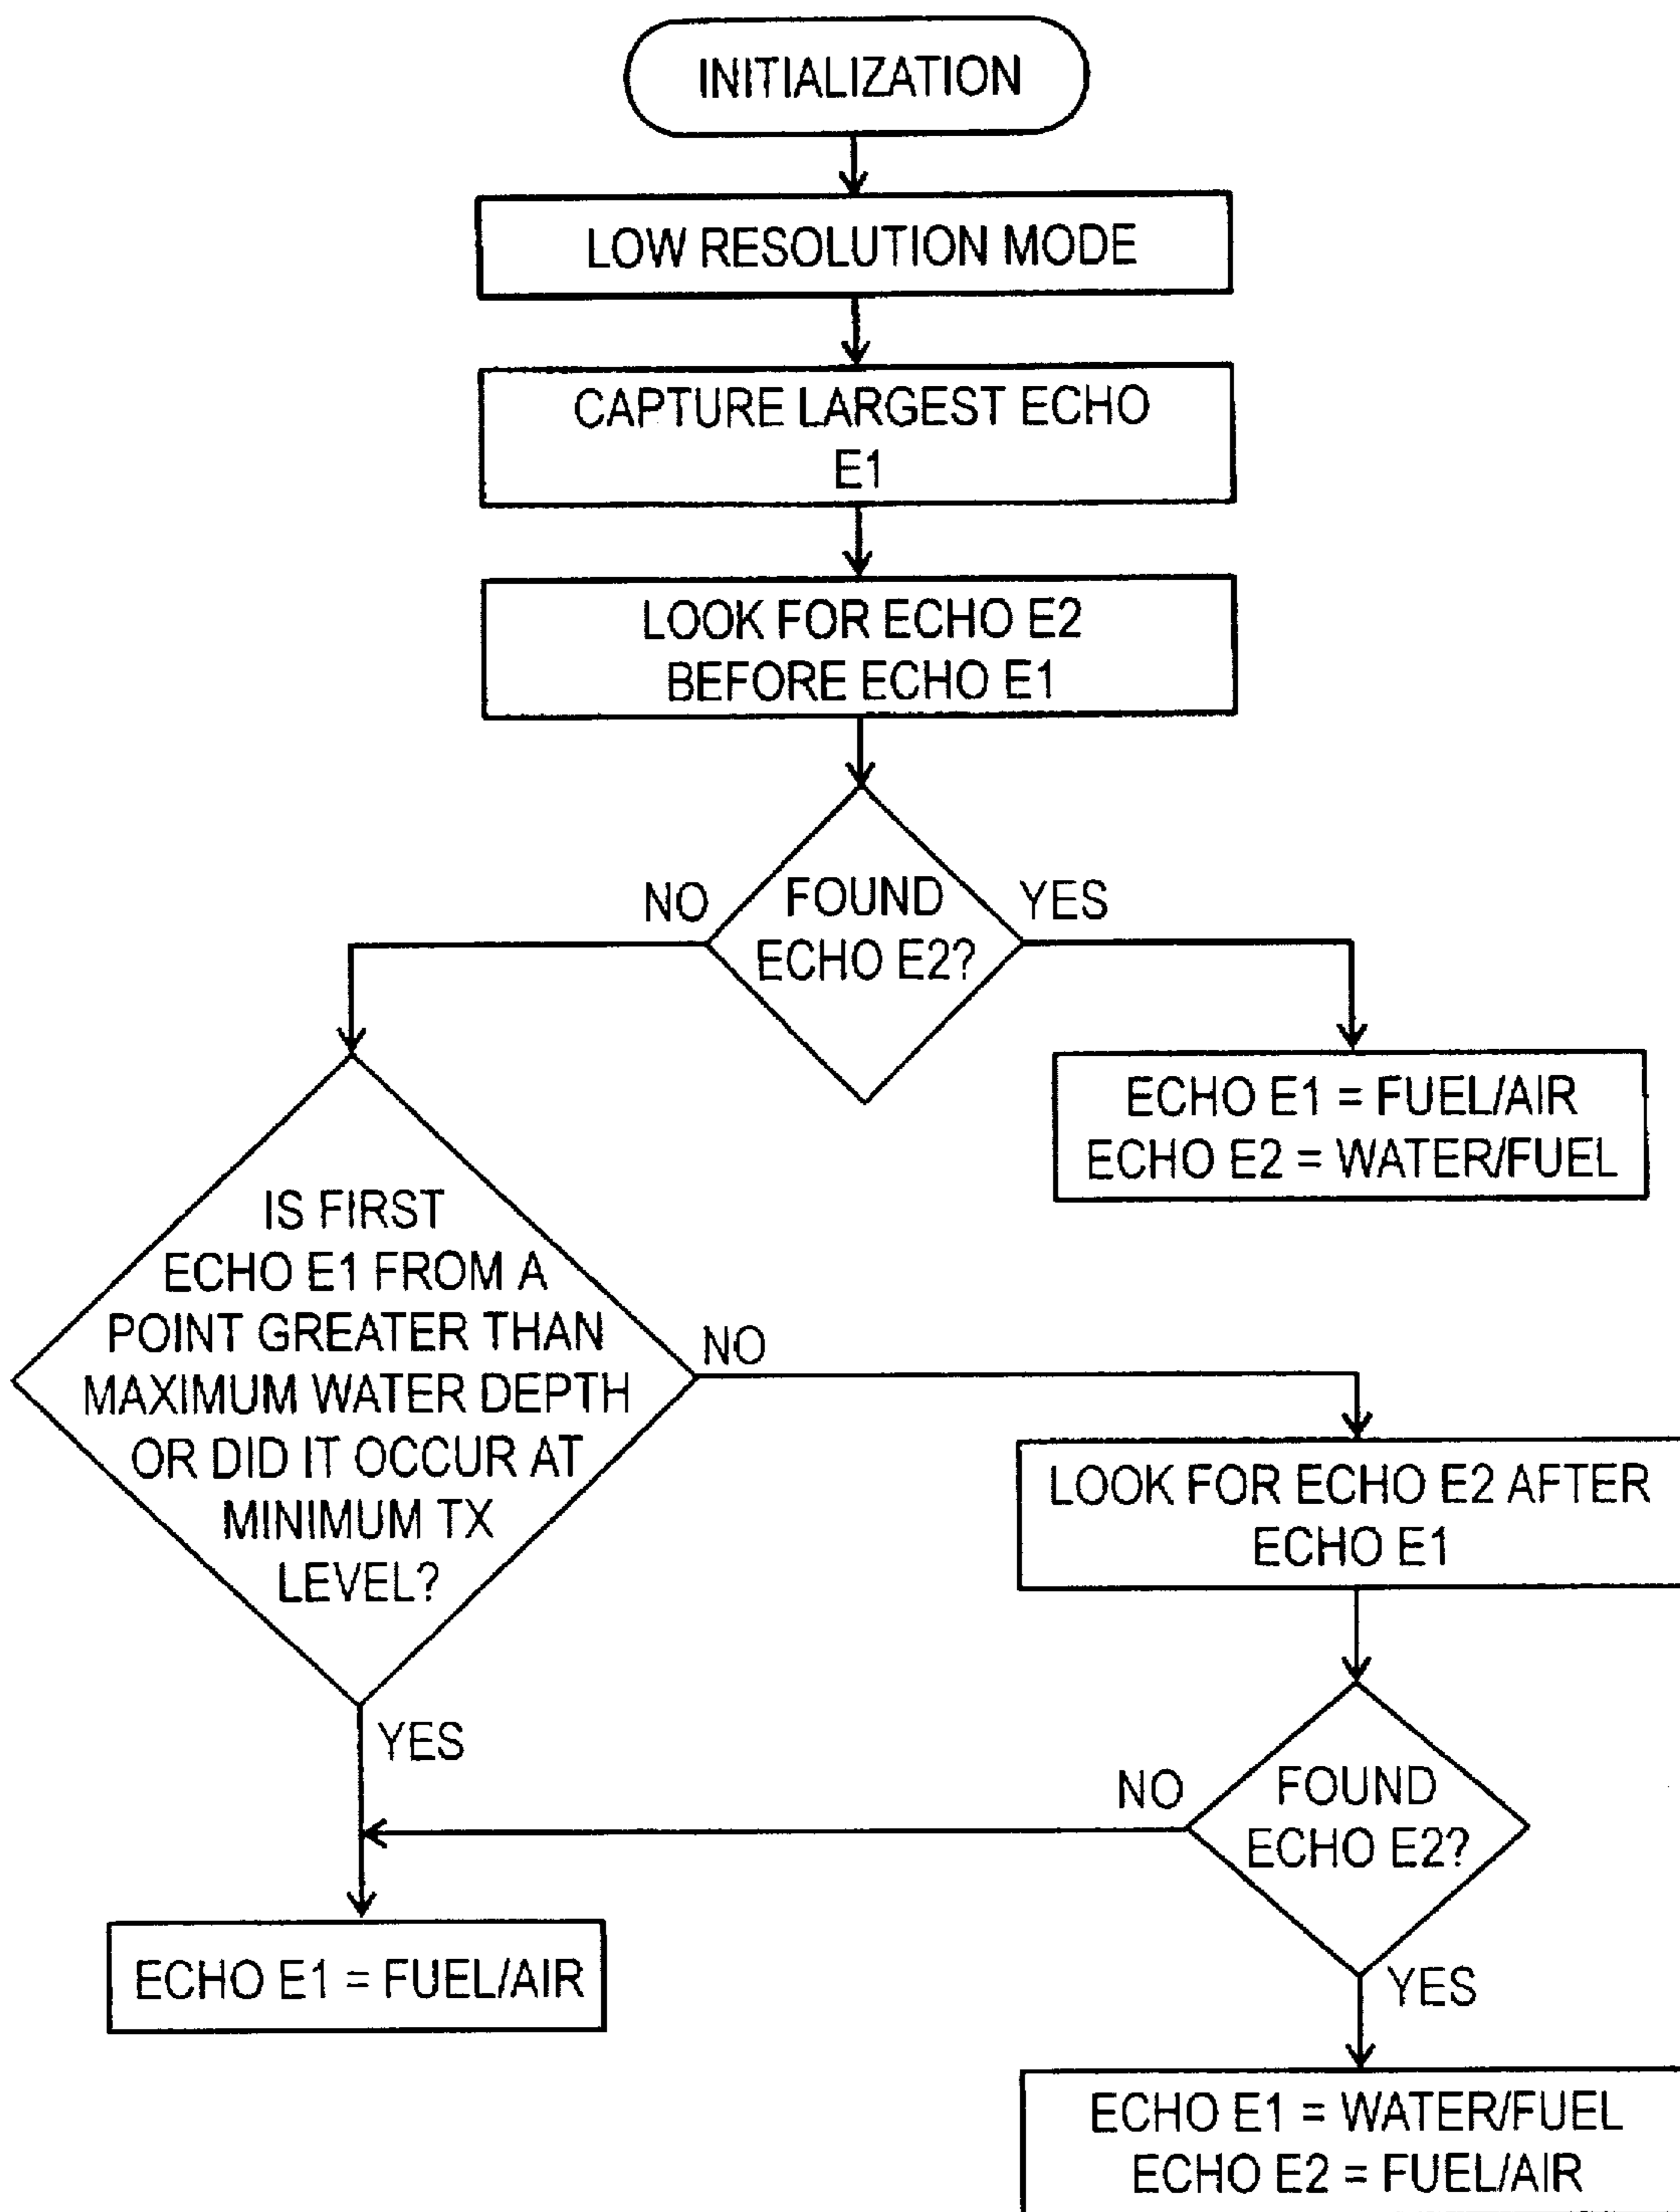 INITIALIZATION
LOW RESOLUTION MODE
CAPTURE LARGEST ECHO
E1
LOOK FOR ECHO E2
BEFORE ECHO E1
NO
FOUND
ECHO E2?
YES
ECHO E1 = FUEL/AIR
ECHO E2 = WATER/FUEL
IS FIRST
ECHO E1 FROM A
POINT GREATER THAN
MAXIMUM WATER DEPTH
OR DID IT OCCUR AT
MINIMUM TX
LEVEL?
NO
LOOK FOR ECHO E2 AFTER
ECHO E1
YES
NO
FOUND
ECHO E2?
YES
ECHO E1 = FUEL/AIR
ECHO E1 = WATER/FUEL
ECHO E2 = FUEL/AIR